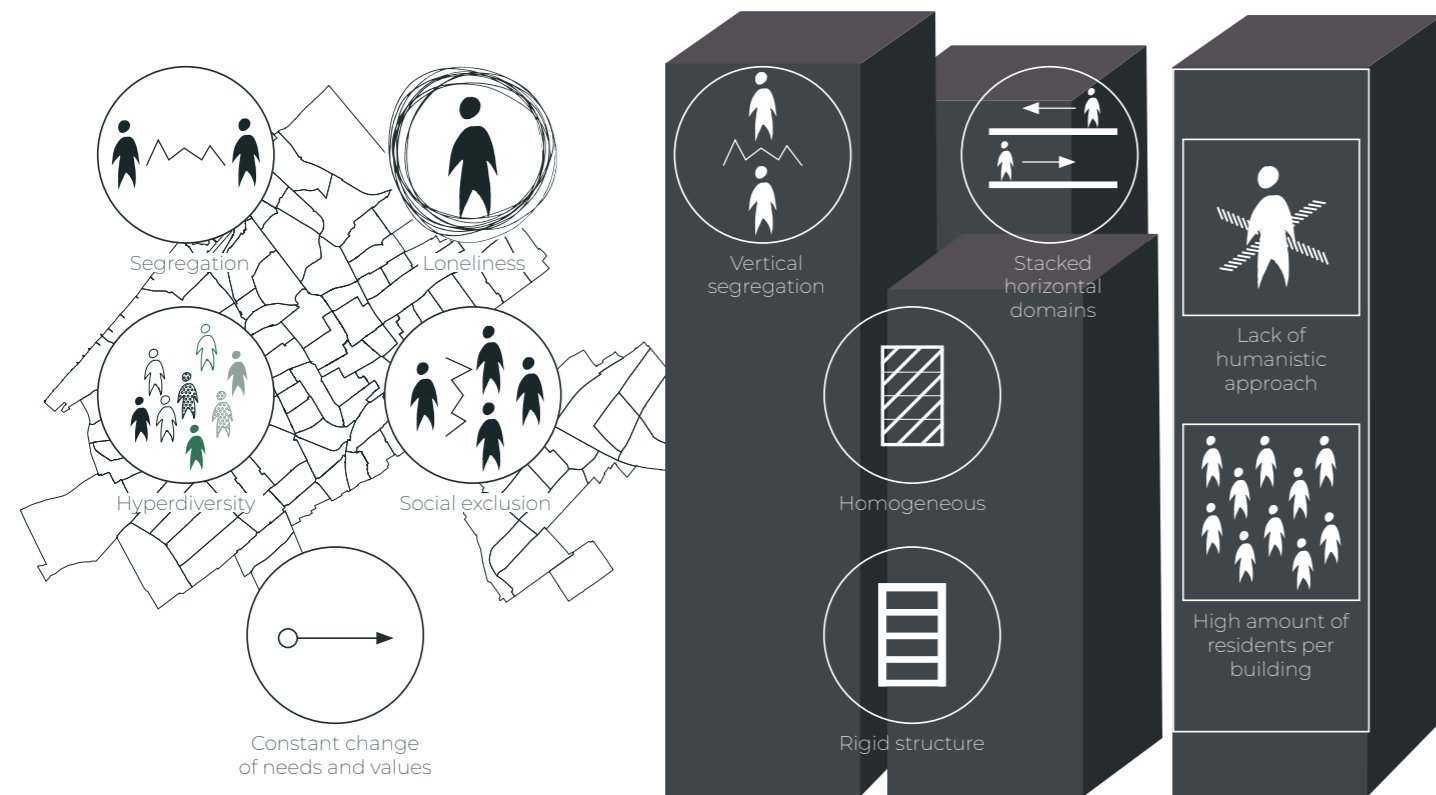 Segregation
Loneliness
Hyperdiversity
Social exclusion
Constant change
of needs and values
Vertical
segregation
Stacked
horizontal
domains
Homogeneous
Rigid structure
Lack of
humanistic
approach
High amount of
residents per
building